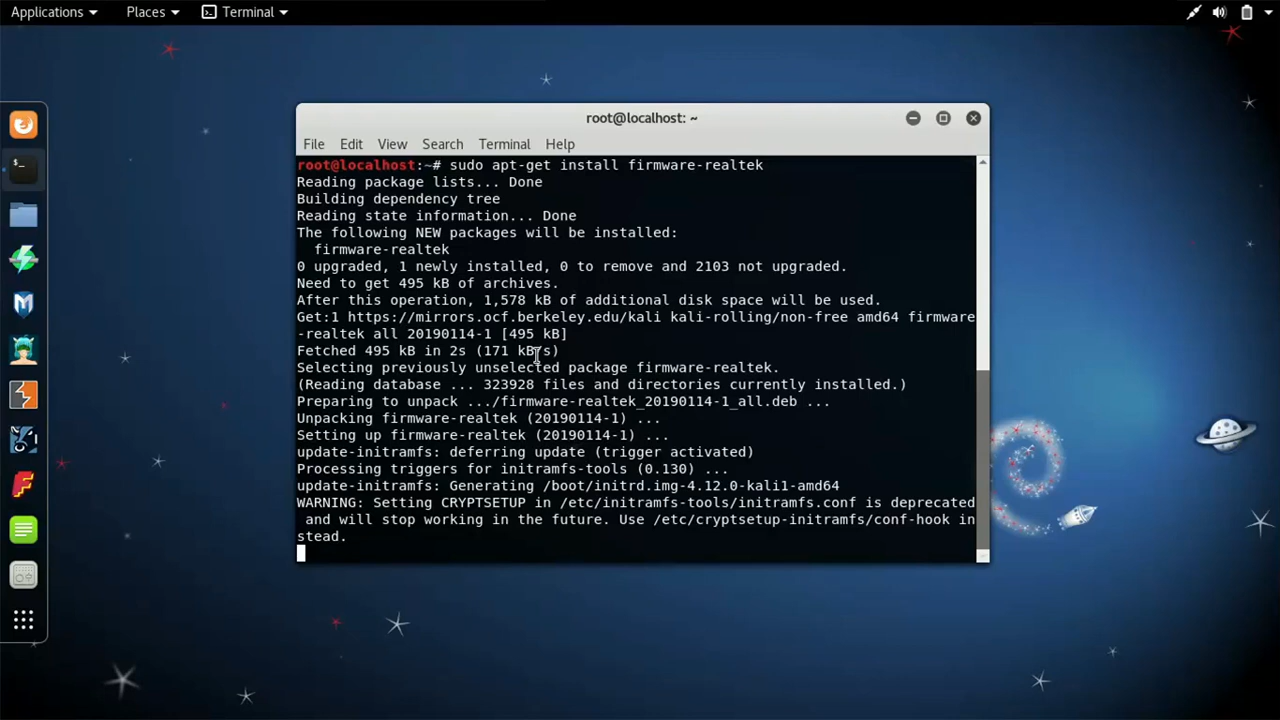 Applications Places Terminal
root@localhost: ~
File Edit View Search Terminal Help
root@localhost:~# sudo apt-get install firmware-realtek
Reading package lists... Done
Building dependency tree
Reading state information... Done
The following NEW packages will be installed:
  firmware-realtek
0 upgraded, 1 newly installed, 0 to remove and 2103 not upgraded.
Need to get 495 kB of archives.
After this operation, 1,578 kB of additional disk space will be used.
Get:1 https://mirrors.ocf.berkeley.edu/kali kali-rolling/non-free amd64 firmware
-realtek all 20190114-1 [495 kB]
Fetched 495 kB in 2s (171 kB/s)
Selecting previously unselected package firmware-realtek.
(Reading database ... 323928 files and directories currently installed.)
Preparing to unpack .../firmware-realtek_20190114-1_all.deb ...
Unpacking firmware-realtek (20190114-1) ...
Setting up firmware-realtek (20190114-1) ...
update-initramfs: deferring update (trigger activated)
Processing triggers for initramfs-tools (0.130) ...
update-initramfs: Generating /boot/initrd.img-4.12.0-kali1-amd64
WARNING: Setting CRYPTSETUP in /etc/initramfs-tools/initramfs.conf is deprecated
 and will stop working in the future. Use /etc/cryptsetup-initramfs/conf-hook in
stead.